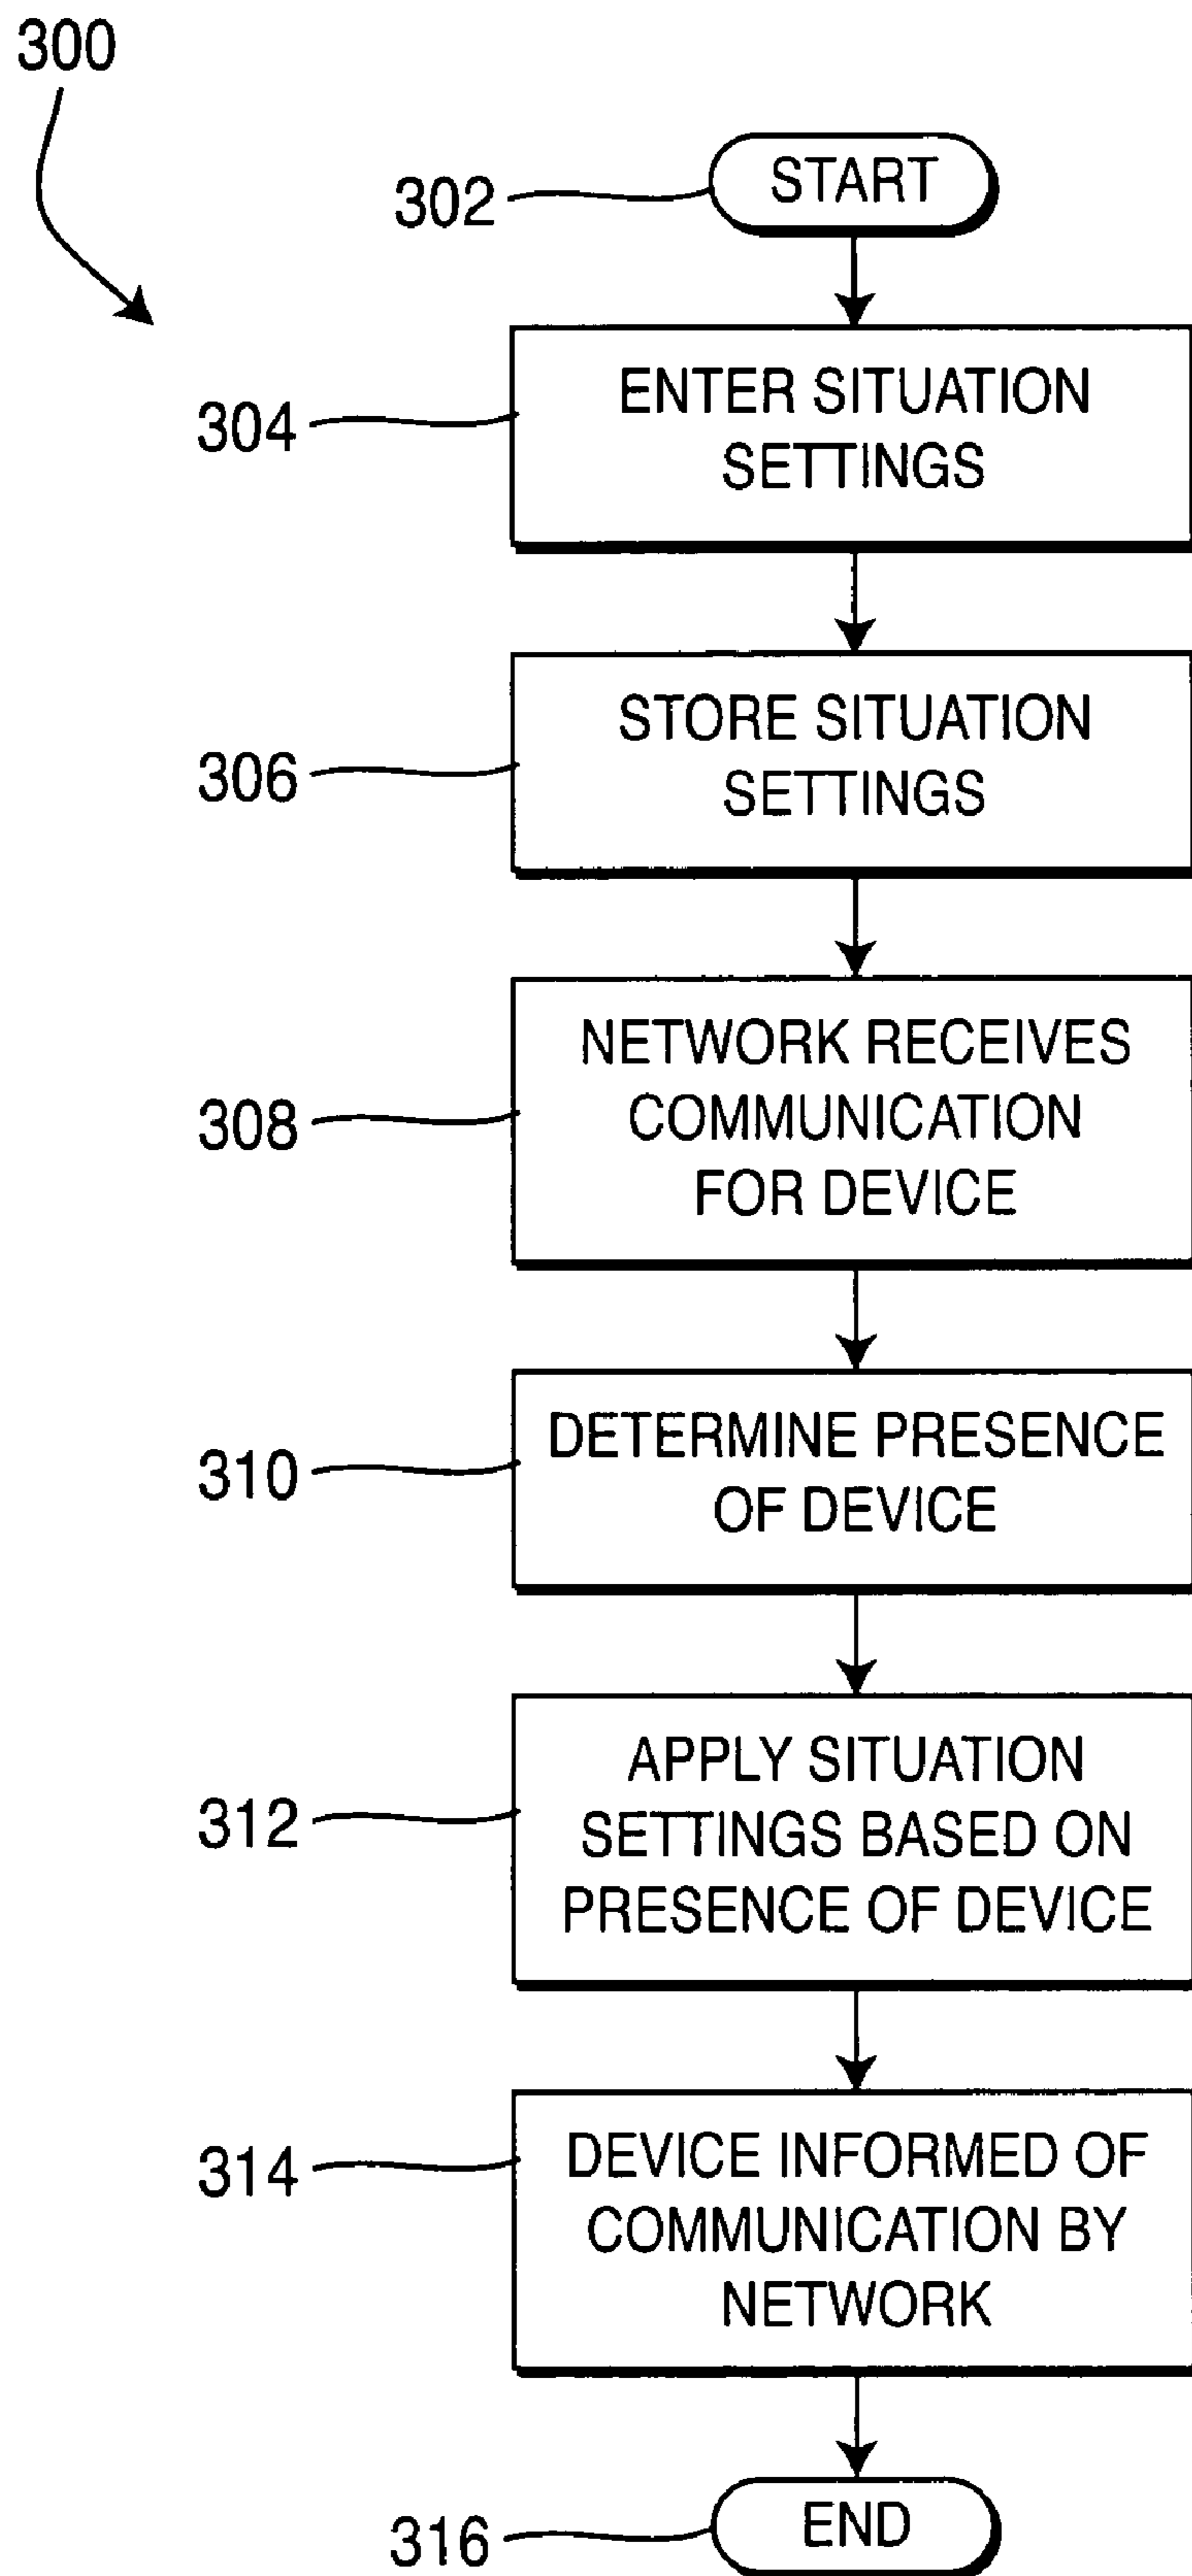 300
302
START
304
ENTER SITUATION
SETTINGS
306
STORE SITUATION
SETTINGS
308
NETWORK RECEIVES
COMMUNICATION
FOR DEVICE
310
DETERMINE PRESENCE
OF DEVICE
312
APPLY SITUATION
SETTINGS BASED ON
PRESENCE OF DEVICE
314
DEVICE INFORMED OF
COMMUNICATION BY
NETWORK
316
END